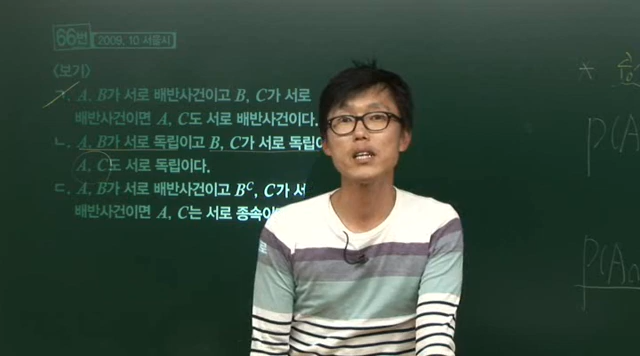 66번 2009. 10 서울시
〈보기〉
ㄱ. A, B가 서로 배반사건이고 B, C가 서로
배반사건이면 A, C도 서로 배반사건이다.
ㄴ. A, B가 서로 독립이고 B, C가 서로 독립이
A, C도 서로 독립이다.
ㄷ. A, B가 서로 배반사건이고 Bᶜ, C가 서
배반사건이면 A, C는 서로 종속이
P(A
P(A